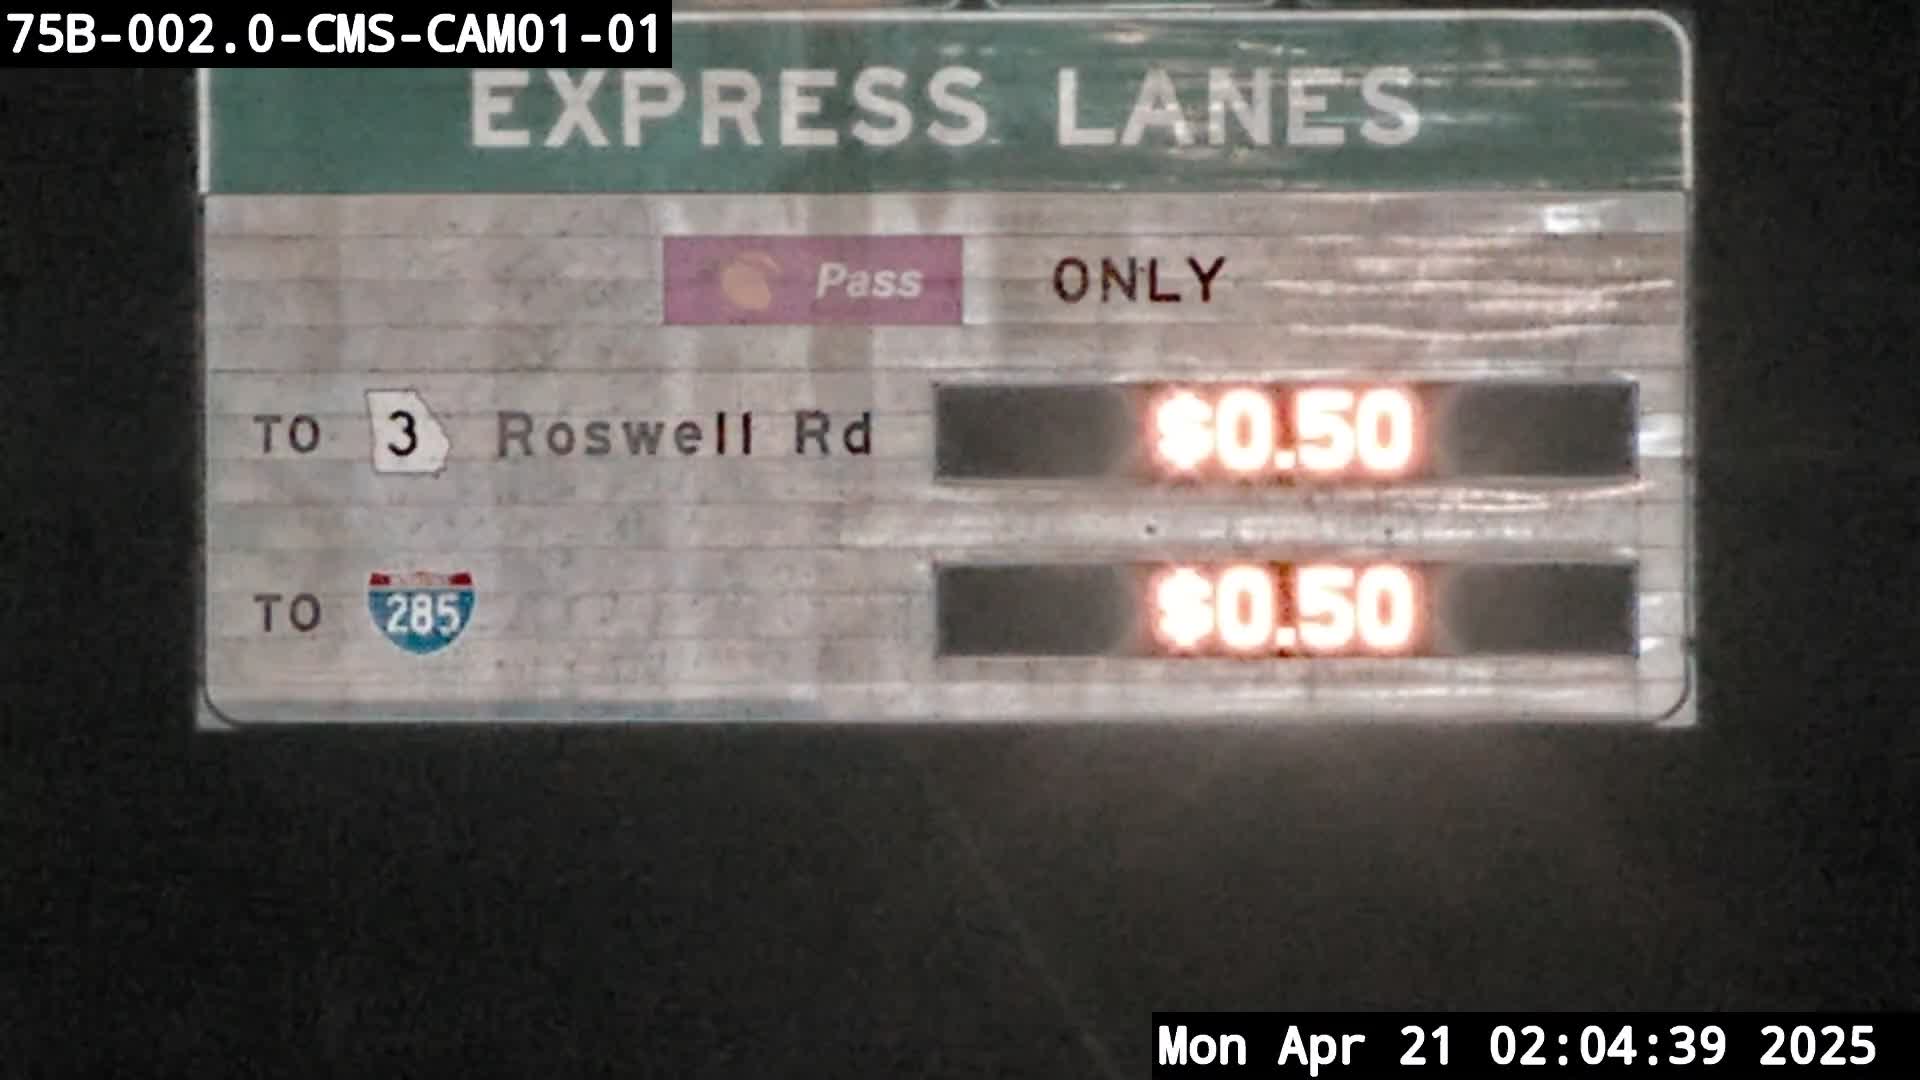 75B-002.0-CMS-CAM01-01
EXPRESS LANES
Pass ONLY
TO 3 Roswell Rd $0.50
TO 285 $0.50
Mon Apr 21 02:04:39 2025